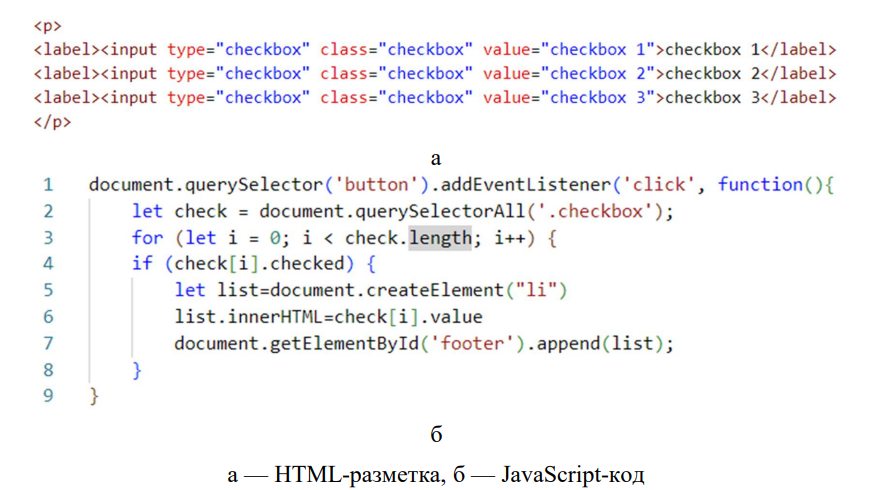 <p>
<label><input type="checkbox" class="checkbox" value="checkbox 1">checkbox 1</label>
<label><input type="checkbox" class="checkbox" value="checkbox 2">checkbox 2</label>
<label><input type="checkbox" class="checkbox" value="checkbox 3">checkbox 3</label>
</p>
а
1 document.querySelector('button').addEventListener('click', function(){
2 let check = document.querySelectorAll('.checkbox');
3 for (let i = 0; i < check.length; i++) {
4 if (check[i].checked) {
5 let list=document.createElement("li")
6 list.innerHTML=check[i].value
7 document.getElementById('footer').append(list);
8 }
9 }
б
а — HTML-разметка, б — JavaScript-код